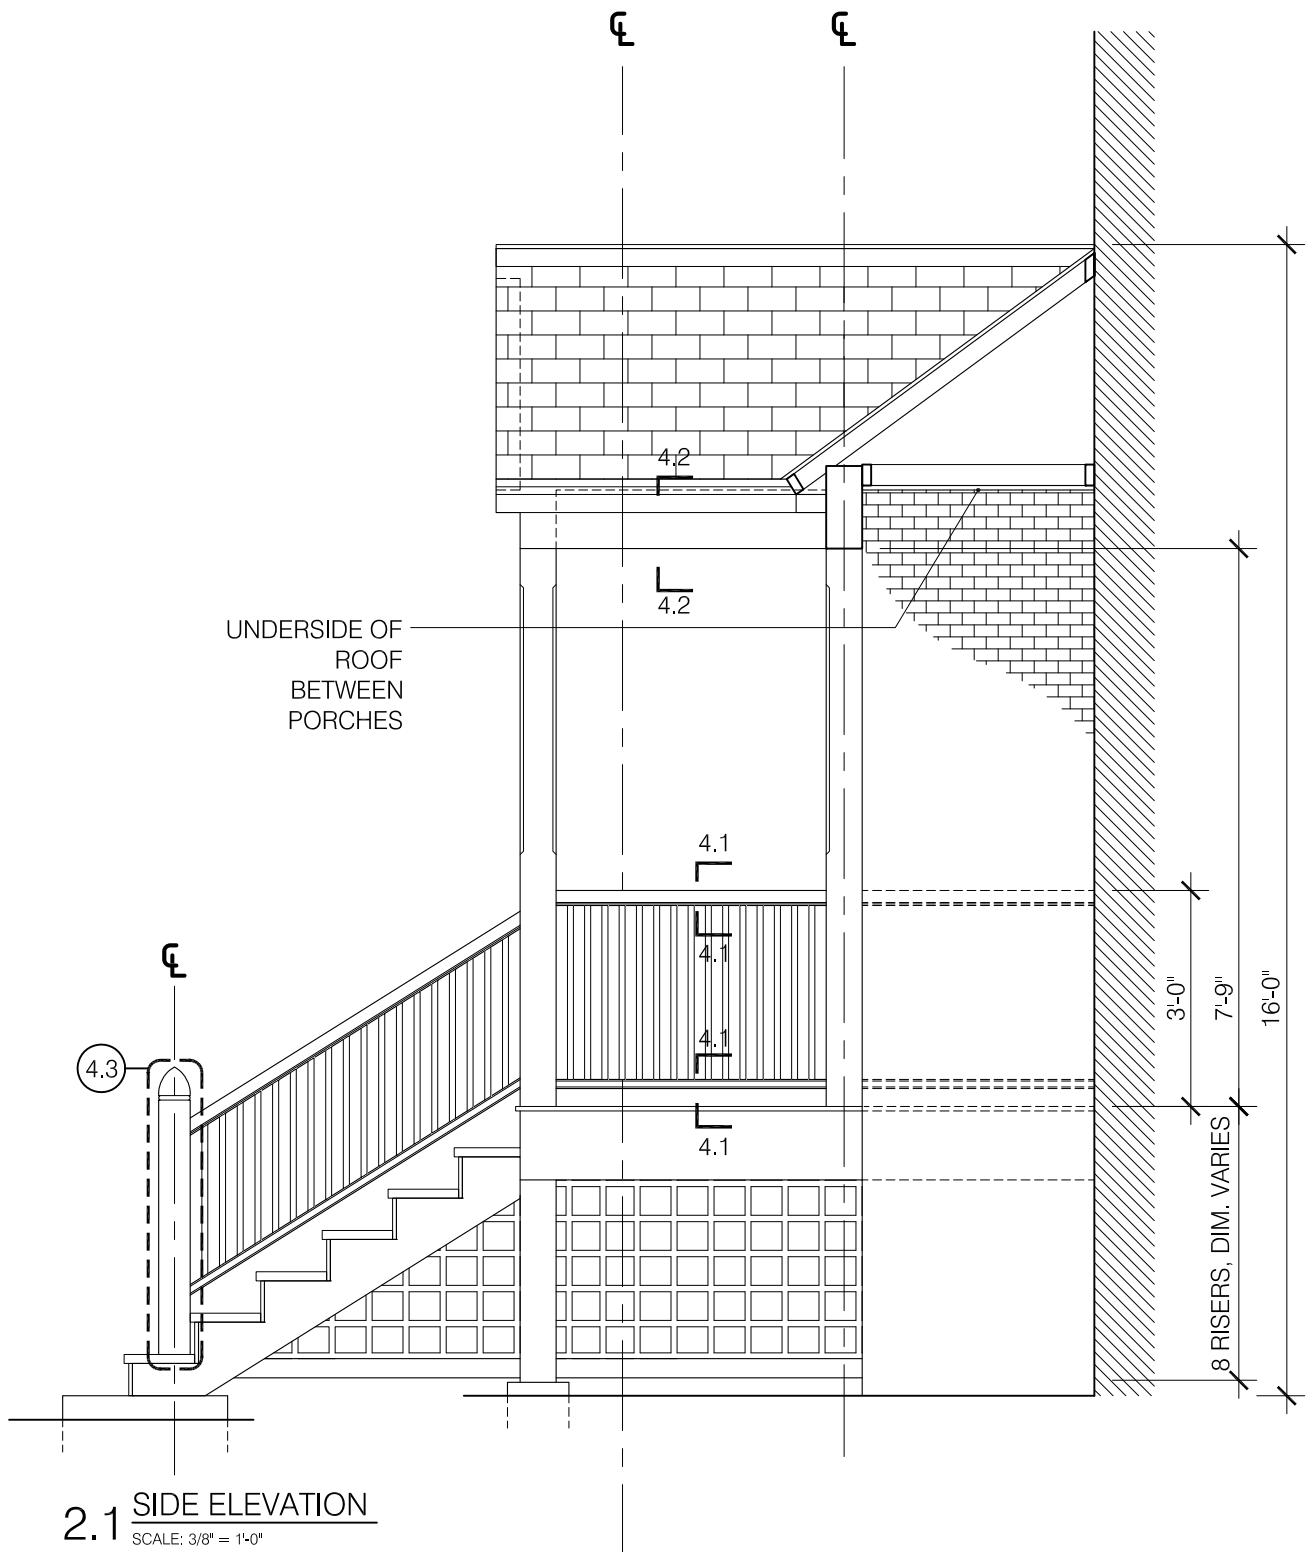 ℄ ℄
4.2
4.2
UNDERSIDE OF
ROOF
BETWEEN
PORCHES
4.1
4.1
℄
4.3
4.1
4.1
3'-0"
7'-9"
16'-0"
8 RISERS, DIM. VARIES
2.1 SIDE ELEVATION
SCALE: 3/8" = 1'-0"